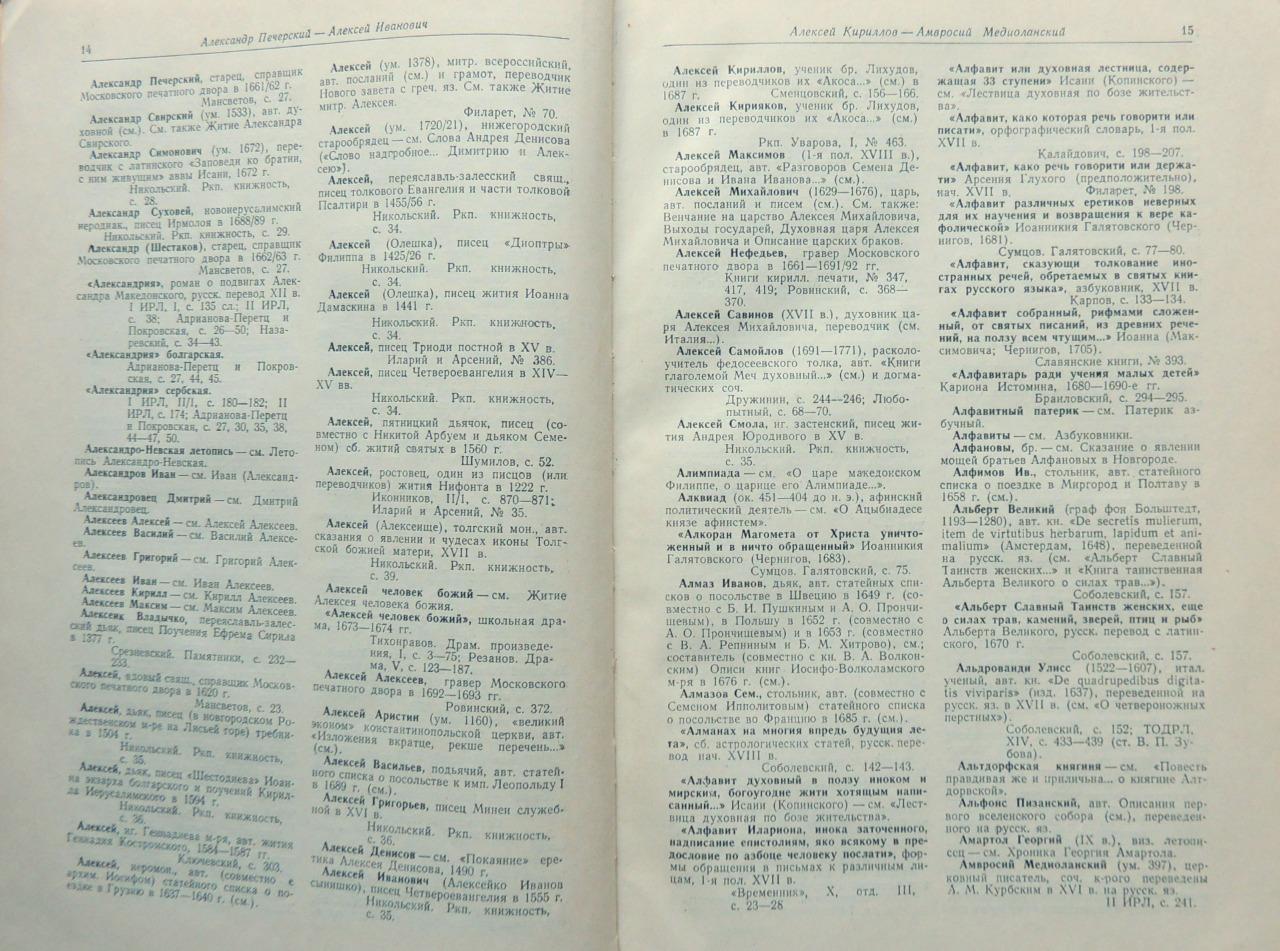 14
Александр Печерский — Алексей Иванович
Александр Печерский, старец, справщик
Московского печатного двора в 1661/62 г.
Мансветов, с. 27.
Александр Свирский (ум. 1533), авт. ду-
ховной (см.). См. также Житие Александра
Свирского.
Александр Симонович (ум. 1672), пере-
водчик с латинского «Заповеди ко братии,
с ним живущим» аввы Исаии, 1672 г.
Никольский. Ркп. книжность,
с. 28.
Александр Суховей, новоиерусалимский
иеродиак., писец Ирмолоя в 1688/89 г.
Никольский. Ркп. книжность, с. 29.
Александр (Шестаков), старец, справщик
Московского печатного двора в 1662/63 г.
Мансветов, с. 27.
«Александрия», роман о подвигах Алек-
сандра Македонского, русск. перевод XII в.
I ИРЛ, I, с. 135 сл.; II ИРЛ,
с. 38; Адрианова-Перетц и
Покровская, с. 26—50; Наза-
ревский, с. 34—43.
«Александрия» болгарская.
Адрианова-Перетц и Покров-
ская, с. 27, 44, 45.
«Александрия» сербская.
I ИРЛ, II/1, с. 180—182; II
ИРЛ, с. 174; Адрианова-Перетц
и Покровская, с. 27, 30, 35, 38,
44—47, 50.
Александро-Невская летопись — см. Лето-
пись Александро-Невская.
Александров Иван — см. Иван (Александ-
ров).
Александровец Дмитрий — см. Дмитрий
Александровец.
Алексеев Алексей — см. Алексей Алексеев.
Алексеев Василий — см. Василий Алексе-
ев.
Алексеев Григорий — см. Григорий Алек-
сеев.
Алексеев Иван — см. Иван Алексеев.
Алексеев Кирилл — см. Кирилл Алексеев.
Алексеев Максим — см. Максим Алексеев.
Алексеик Владычко, переяславль-залес-
ский дьяк, писец Поучения Ефрема Сирина
в 1377 г.
Срезневский. Памятники, с. 232—
233.
Алексей, вдовый свящ., справщик Москов-
ского печатного двора в 1620 г.
Мансветов, с. 23.
Алексей, дьяк, писец (в новгородском Ро-
ждественском м-ре на Лисьей горе) требни-
ка в 1504 г.
Никольский. Ркп. книжность,
с. 35.
Алексей, дьяк, писец «Шестоднева» Иоан-
на экзарха болгарского и поучений Кирил-
ла Иерусалимского в 1594 г.
Никольский. Ркп. книжность,
с. 36.
Алексей, иг. Геннадиева м-ря, авт. жития
Геннадия Костромского, 1584—1587 гг.
Ключевский, с. 303.
Алексей, иеромон., авт. (совместно с
архим. Иосифом) статейного списка о по-
ездке в Грузию в 1637—1640 г. (см.).
Алексей (ум. 1378), митр. всероссийский,
авт. посланий (см.) и грамот, переводчик
Нового завета с греч. яз. См. также Житие
митр. Алексея.
Филарет, № 70.
Алексей (ум. 1720/21), нижегородский
старообрядец — см. Слова Андрея Денисова
(«Слово надгробное... Димитрию и Алек-
сею»).
Алексей, переяславль-залесский свящ.,
писец толкового Евангелия и части толковой
Псалтири в 1455/56 г.
Никольский. Ркп. книжность,
с. 34.
Алексей (Олешка), писец «Диоптры»
Филиппа в 1425/26 г.
Никольский. Ркп. книжность,
с. 34.
Алексей (Олешка), писец жития Иоанна
Дамаскина в 1441 г.
Никольский. Ркп. книжность,
с. 34.
Алексей, писец Триоди постной в XV в.
Иларий и Арсений, № 386.
Алексей, писец Четвероевангелия в XIV—
XV вв.
Никольский. Ркп. книжность,
с. 34.
Алексей, пятницкий дьячок, писец (со-
вместно с Никитой Арбуем и дьяком Семе-
ном) сб. житий святых в 1560 г.
Шумилов, с. 52.
Алексей, ростовец, один из писцов (или
переводчиков) жития Нифонта в 1222 г.
Иконников, II/1, с. 870—871;
Иларий и Арсений, № 35.
Алексей (Алексеище), толгский мон., авт.
сказания о явлении и чудесах иконы Толг-
ской божией матери, XVII в.
Никольский. Ркп. книжность,
с. 39.
Алексей человек божий — см. Житие
Алексея человека божия.
«Алексей человек божий», школьная дра-
ма, 1673—1674 гг.
Тихонравов. Драм. произведе-
ния, I, с. 3—75; Резанов. Дра-
ма, V, с. 123—187.
Алексей Алексеев, гравер Московского
печатного двора в 1692—1693 гг.
Ровинский, с. 372.
Алексей Аристин (ум. 1160), «великий
эконом» константинопольской церкви, авт.
«Изложения вкратце, рекше перечень...»
(см.).
Алексей Васильев, подьячий, авт. статей-
ного списка о посольстве к имп. Леопольду I
в 1689 г. (см.).
Алексей Григорьев, писец Минеи служеб-
ной в XVI в.
Никольский. Ркп. книжность,
с. 36.
Алексей Денисов — см. «Покаяние» ере-
тика Алексея Денисова, 1490 г.
Алексей Иванович (Алексейко Иванов
сынишко), писец Четвероевангелия в 1555 г.
Никольский. Ркп. книжность,
с. 35.
Алексей Кириллов — Амвросий Медиоланский
15
Алексей Кириллов, ученик бр. Лихудов,
один из переводчиков их «Акоса...» (см.) в
1687 г.
Сменцовский, с. 156—166.
Алексей Кирияков, ученик бр. Лихудов,
один из переводчиков их «Акоса...» (см.)
в 1687 г.
Ркп. Уварова, I, № 463.
Алексей Максимов (1-я пол. XVIII в.),
старообрядец, авт. «Разговоров Семена Де-
нисова и Ивана Иванова...» (см.).
Алексей Михайлович (1629—1676), царь,
авт. посланий и писем (см.). См. также:
Венчание на царство Алексея Михайловича,
Выходы государей, Духовная царя Алексея
Михайловича и Описание царских браков.
Алексей Нефедьев, гравер Московского
печатного двора в 1661—1691/92 гг.
Книги кирилл. печати, № 347,
417, 419; Ровинский, с. 368—
370.
Алексей Савинов (XVII в.), духовник ца-
ря Алексея Михайловича, переводчик (см.
Италия...).
Алексей Самойлов (1691—1771), расколо-
учитель федосеевского толка, авт. «Книги
глаголемой Меч духовный...» (см.) и догма-
тических соч.
Дружинин, с. 244—246; Любо-
пытный, с. 68—70.
Алексей Смола, иг. застенский, писец жи-
тия Андрея Юродивого в XV в.
Никольский. Ркп. книжность,
с. 35.
Алимпиада — см. «О царе македонском
Филиппе, о царице его Алимпиаде...».
Алквиад (ок. 451—404 до н. э.), афинский
политический деятель — см. «О Ацыбиадесе
князе афинстем».
«Алкоран Магомета от Христа уничто-
женный и в ничто обращенный» Иоанникия
Галятовского (Чернигов, 1683).
Сумцов. Галятовский, с. 75.
Алмаз Иванов, дьяк, авт. статейных спи-
сков о посольстве в Швецию в 1649 г. (со-
вместно с Б. И. Пушкиным и А. О. Прончи-
щевым), в Польшу в 1652 г. (совместно с
А. О. Прончищевым) и в 1653 г. (совместно
с В. А. Репниным и Б. М. Хитрово), см.;
составитель (совместно с кн. В. А. Волкон-
ским) Описи книг Иосифо-Волколамского
м-ря в 1676 г. (см.).
Алмазов Сем., стольник, авт. (совместно с
Семеном Ипполитовым) статейного списка
о посольстве во Францию в 1685 г. (см.).
«Алманах на многия впредь будущия ле-
та», сб. астрологических статей, русск. пере-
вод нач. XVIII в.
Соболевский, с. 142—143.
«Алфавит духовный в ползу иноком и
мирским, богоугодне жити хотящым напи-
санный...» Исаии (Копинского) — см. «Лест-
вица духовная по бозе жительства».
«Алфавит Илариона, инока заточенного,
надписание епистолиям, яко всякому в пре-
дословие по азбоце человеку послати», фор-
мы обращения в письмах к различным ли-
цам, 1-я пол. XVII в.
«Временник», X, отд. III,
с. 23—28
«Алфавит или духовная лестница, содер-
жащая 33 ступени» Исаии (Копинского) —
см. «Лествица духовная по бозе жительст-
ва».
«Алфавит, како которая речь говорити или
писати», орфографический словарь, 1-я пол.
XVII в.
Калайдович, с. 198—207.
«Алфавит, како речь говорити или держа-
ти» Арсения Глухого (предположительно),
нач. XVII в. Филарет, № 198.
«Алфавит различных еретиков неверных
для их научения и возвращения к вере ка-
фолической» Иоанникия Галятовского (Чер-
нигов, 1681).
Сумцов. Галятовский, с. 77—80.
«Алфавит, сказующи толкование ино-
странных речей, обретаемых в святых кни-
гах русского языка», азбуковник, XVII в.
Карпов, с. 133—134.
«Алфавит собранный, рифмами сложен-
ный, от святых писаний, из древних рече-
ний, на ползу всем чтущим...» Иоанна (Мак-
симовича; Чернигов, 1705).
Славянские книги, № 393.
«Алфавитарь ради учения малых детей»
Кариона Истомина, 1680—1690-е гг.
Браиловский, с. 294—295.
Алфавитный патерик — см. Патерик аз-
бучный.
Алфавиты — см. Азбуковники.
Алфановы, бр. — см. Сказание о явлении
мощей братьев Алфановых в Новгороде.
Алфимов Ив., стольник, авт. статейного
списка о поездке в Миргород и Полтаву в
1658 г. (см.).
Альберт Великий (граф фон Больштедт,
1193—1280), авт. кн. «De secretis mulierum,
item de virtutibus herbarum, lapidum et ani-
malium» (Амстердам, 1648), переведенной
на русск. яз. (см. «Альберт Славный
Таинств женских...» и «Книга таинственная
Альберта Великого о силах трав...»).
Соболевский, с. 157.
«Альберт Славный Таинств женских, еще
о силах трав, камений, зверей, птиц и рыб»
Альберта Великого, русск. перевод с латин-
ского, 1670 г.
Соболевский, с. 157.
Альдрованди Улисс (1522—1607), итал.
ученый, авт. кн. «De quadrupedibus digita-
tis viviparis» (изд. 1637), переведенной на
русск. яз. в XVII в. (см. «О четвероножных
перстных»).
Соболевский, с. 152; ТОДРЛ,
XIV, с. 433—439 (ст. В. П. Зу-
бова).
Альтдорфская княгиня — см. «Повесть
правдивая же и приличьна... о княгине Алт-
дорвской».
Альфонс Пизанский, авт. Описания пер-
вого вселенского собора (см.), переведен-
ного на русск. яз.
Амартол Георгий (IX в.), виз. летопи-
сец — см. Хроника Георгия Амартола.
Амвросий Медиоланский (ум. 397), цер-
ковный писатель, соч. к-рого переведены
А. М. Курбским в XVI в. на русск. яз.
II ИРЛ, с. 241.